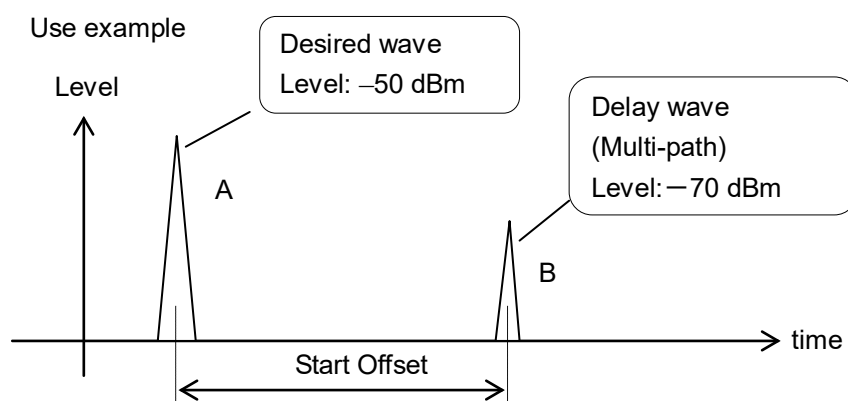 Use example
Desired wave
Level: –50 dBm
Level
Delay wave
(Multi-path)
Level:－70 dBm
A
B
time
Start Offset